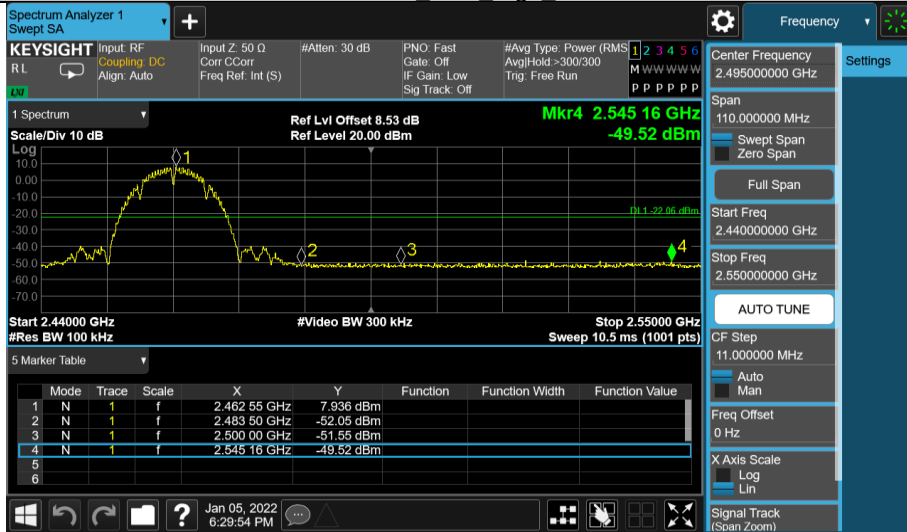 Spectrum Analyzer 1
Swept SA
+
Frequency
KEYSIGHT
R L
LXI
Input: RF
Coupling: DC
Align: Auto
Input Z: 50 Ω
Corr CCorr
Freq Ref: Int (S)
#Atten: 30 dB
PNO: Fast
Gate: Off
IF Gain: Low
Sig Track: Off
#Avg Type: Power (RMS
Avg|Hold:>300/300
Trig: Free Run
1 2 3 4 5 6
M W W W W W
P P P P P P
Settings
1 Spectrum
Scale/Div 10 dB
Ref Lvl Offset 8.53 dB
Ref Level 20.00 dBm
Mkr4 2.545 16 GHz
-49.52 dBm
Log
10.0
0.00
-10.0
-20.0
-30.0
-40.0
-50.0
-60.0
-70.0
1
2
3
4
DL1 -22.06 dBm
Start 2.44000 GHz
#Res BW 100 kHz
#Video BW 300 kHz
Stop 2.55000 GHz
Sweep 10.5 ms (1001 pts)
5 Marker Table
Mode Trace Scale X Y Function Function Width Function Value
1 N 1 f 2.462 55 GHz 7.936 dBm
2 N 1 f 2.483 50 GHz -52.05 dBm
3 N 1 f 2.500 00 GHz -51.55 dBm
4 N 1 f 2.545 16 GHz -49.52 dBm
5
6
?
Jan 05, 2022
6:29:54 PM
Center Frequency
2.495000000 GHz
Span
110.000000 MHz
Swept Span
Zero Span
Full Span
Start Freq
2.440000000 GHz
Stop Freq
2.550000000 GHz
AUTO TUNE
CF Step
11.000000 MHz
Auto
Man
Freq Offset
0 Hz
X Axis Scale
Log
Lin
Signal Track
(Span Zoom)